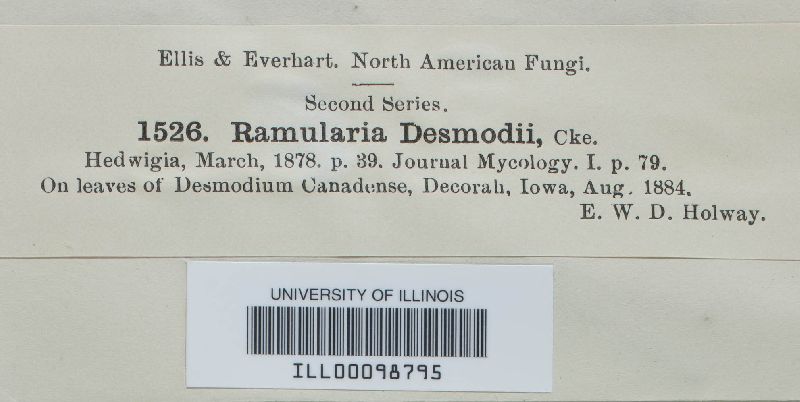 Ellis & Everhart. North American Fungi.
Second Series.
1526. Ramularia Desmodii, Cke.
Hedwigia, March, 1878. p. 39. Journal Mycology. I. p. 79.
On leaves of Desmodium Canadense, Decorah, Iowa, Aug. 1884.
E. W. D. Holway.
UNIVERSITY OF ILLINOIS
ILL00098795